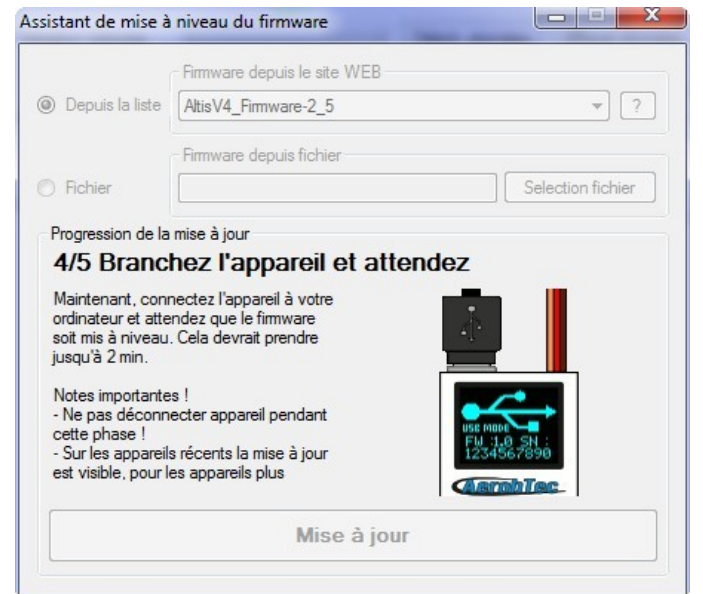 Assistant de mise à niveau du firmware
Firmware depuis le site WEB
Depuis la liste
AltisV4_Firmware-2_5
?
Firmware depuis fichier
Fichier
Selection fichier
Progression de la mise à jour
4/5 Branchez l'appareil et attendez
Maintenant, connectez l'appareil à votre
ordinateur et attendez que le firmware
soit mis à niveau. Cela devrait prendre
jusqu'à 2 min.
Notes importantes !
- Ne pas déconnecter appareil pendant
cette phase !
- Sur les appareils récents la mise à jour
est visible, pour les appareils plus
USB MODE
FW :1.0 SN :
1234567890
AerobTec
Mise à jour